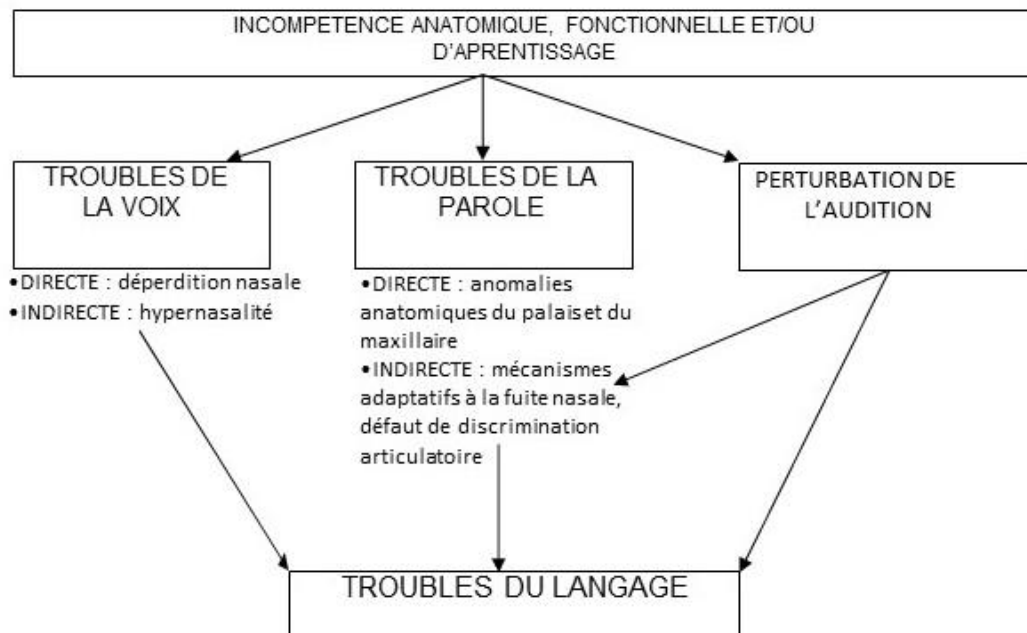 INCOMPETENCE ANATOMIQUE, FONCTIONNELLE ET/OU
D'APRENTISSAGE
TROUBLES DE
LA VOIX
•DIRECTE : déperdition nasale
•INDIRECTE : hypernasalité
TROUBLES DE LA
PAROLE
•DIRECTE : anomalies
anatomiques du palais et du
maxillaire
•INDIRECTE : mécanismes
adaptatifs à la fuite nasale,
défaut de discrimination
articulatoire
PERTURBATION DE
L'AUDITION
TROUBLES DU LANGAGE